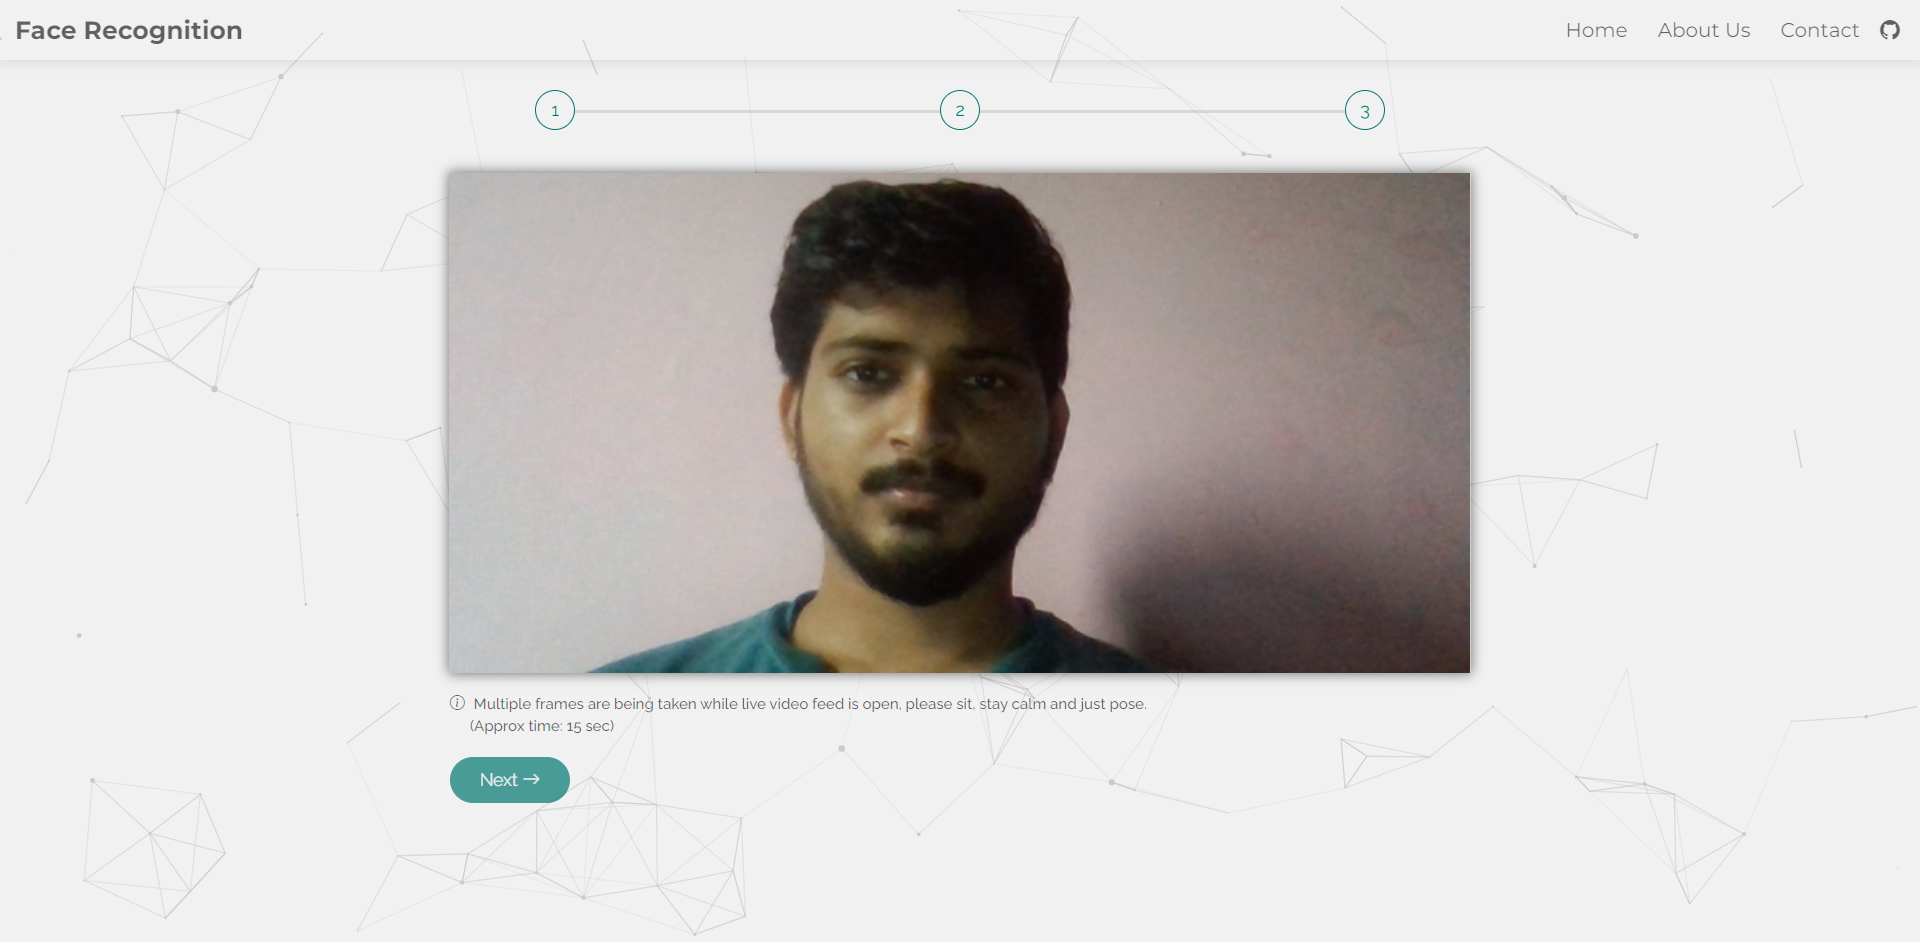 Face Recognition
Home About Us Contact
1 2 3
Multiple frames are being taken while live video feed is open, please sit, stay calm and just pose.
(Approx time: 15 sec)
Next →